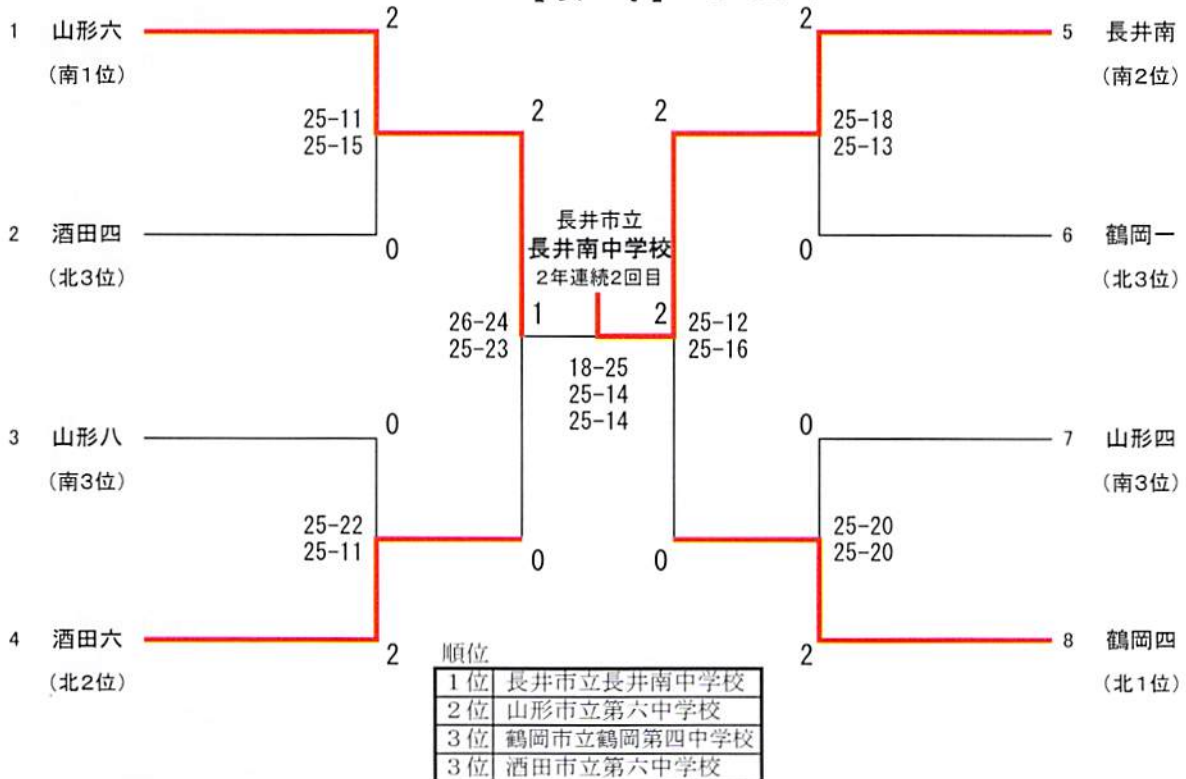 2
2
1 山形六
(南1位)
5 長井南
(南2位)
25-11
25-15
2
2
25-18
25-13
2 酒田四
(北3位)
0
長井市立
長井南中学校
2年連続2回目
0
6 鶴岡一
(北3位)
26-24
25-23
1
2
25-12
25-16
18-25
25-14
25-14
3 山形八
(南3位)
0
0
7 山形四
(南3位)
25-22
25-11
0
0
25-20
25-20
4 酒田六
(北2位)
2
2
8 鶴岡四
(北1位)
順位
1位 長井市立長井南中学校
2位 山形市立第六中学校
3位 鶴岡市立鶴岡第四中学校
3位 酒田市立第六中学校